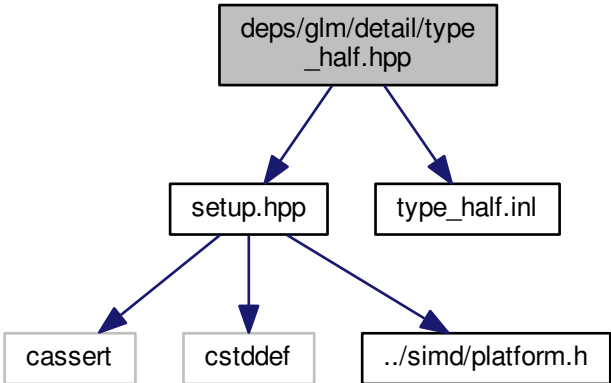 deps/glm/detail/type
_half.hpp
setup.hpp
type_half.inl
cassert
cstddef
../simd/platform.h